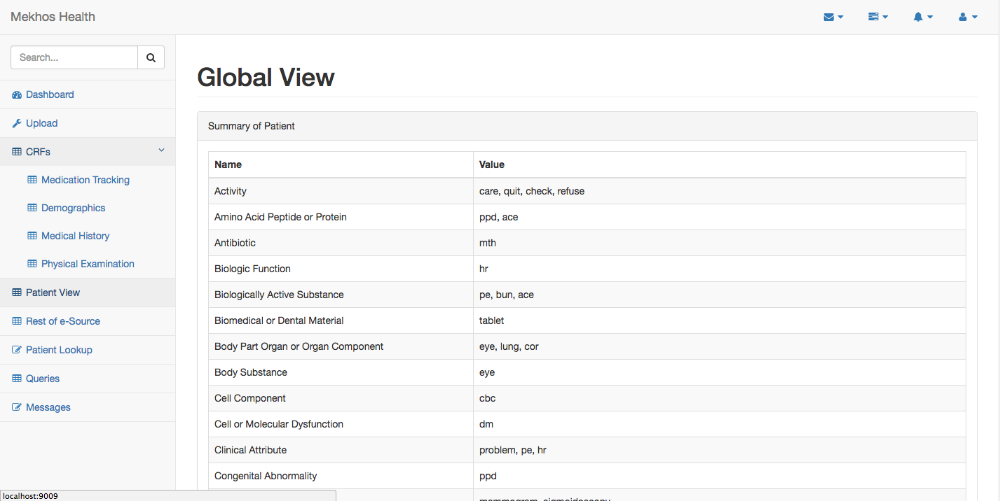 Mekhos Health
Search...
Dashboard
Upload
CRFs
Medication Tracking
Demographics
Medical History
Physical Examination
Patient View
Rest of e-Source
Patient Lookup
Queries
Messages
Global View
Summary of Patient
Name Value
Activity care, quit, check, refuse
Amino Acid Peptide or Protein ppd, ace
Antibiotic mth
Biologic Function hr
Biologically Active Substance pe, bun, ace
Biomedical or Dental Material tablet
Body Part Organ or Organ Component eye, lung, cor
Body Substance eye
Cell Component cbc
Cell or Molecular Dysfunction dm
Clinical Attribute problem, pe, hr
Congenital Abnormality ppd
mammogram, sigmoidoscopy
localhost:9009